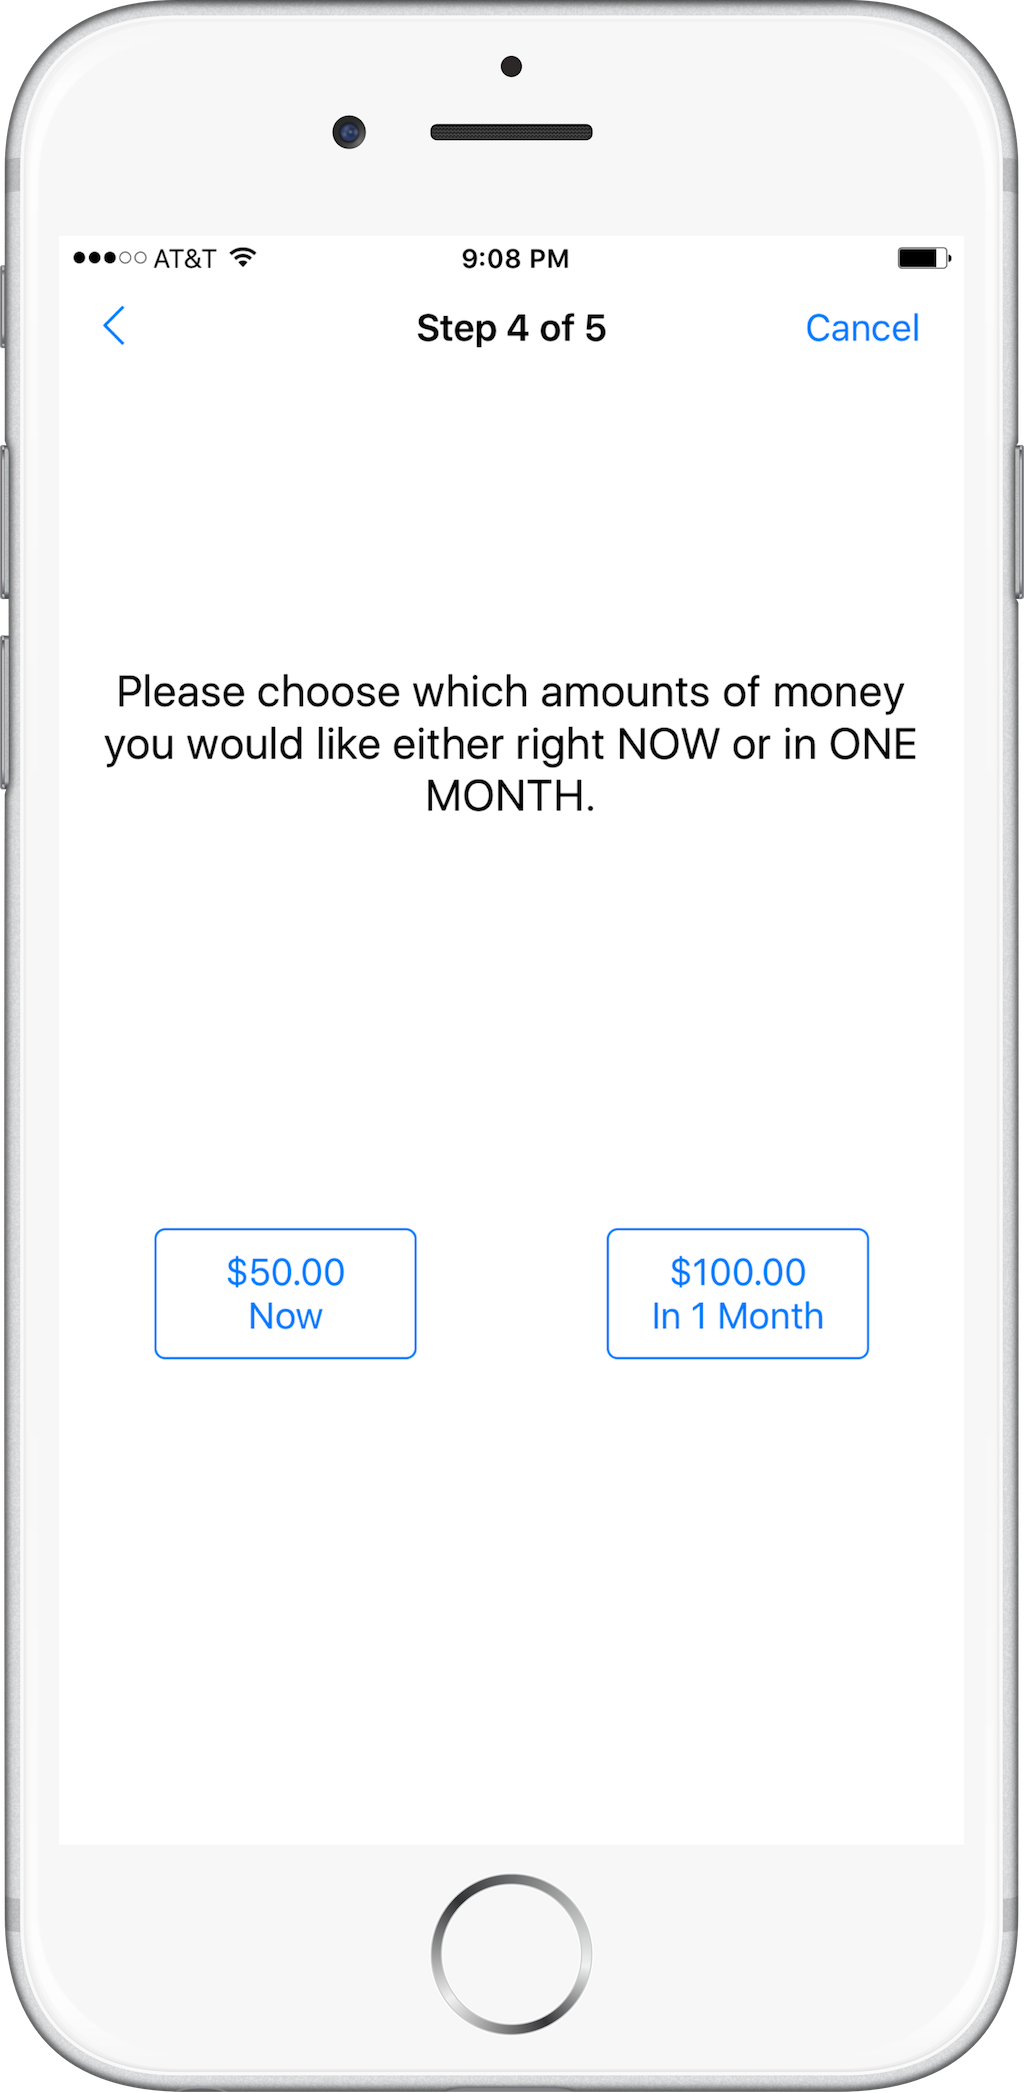 AT&T 9:08 PM
Step 4 of 5 Cancel
Please choose which amounts of money
you would like either right NOW or in ONE
MONTH.
$50.00 $100.00
Now In 1 Month